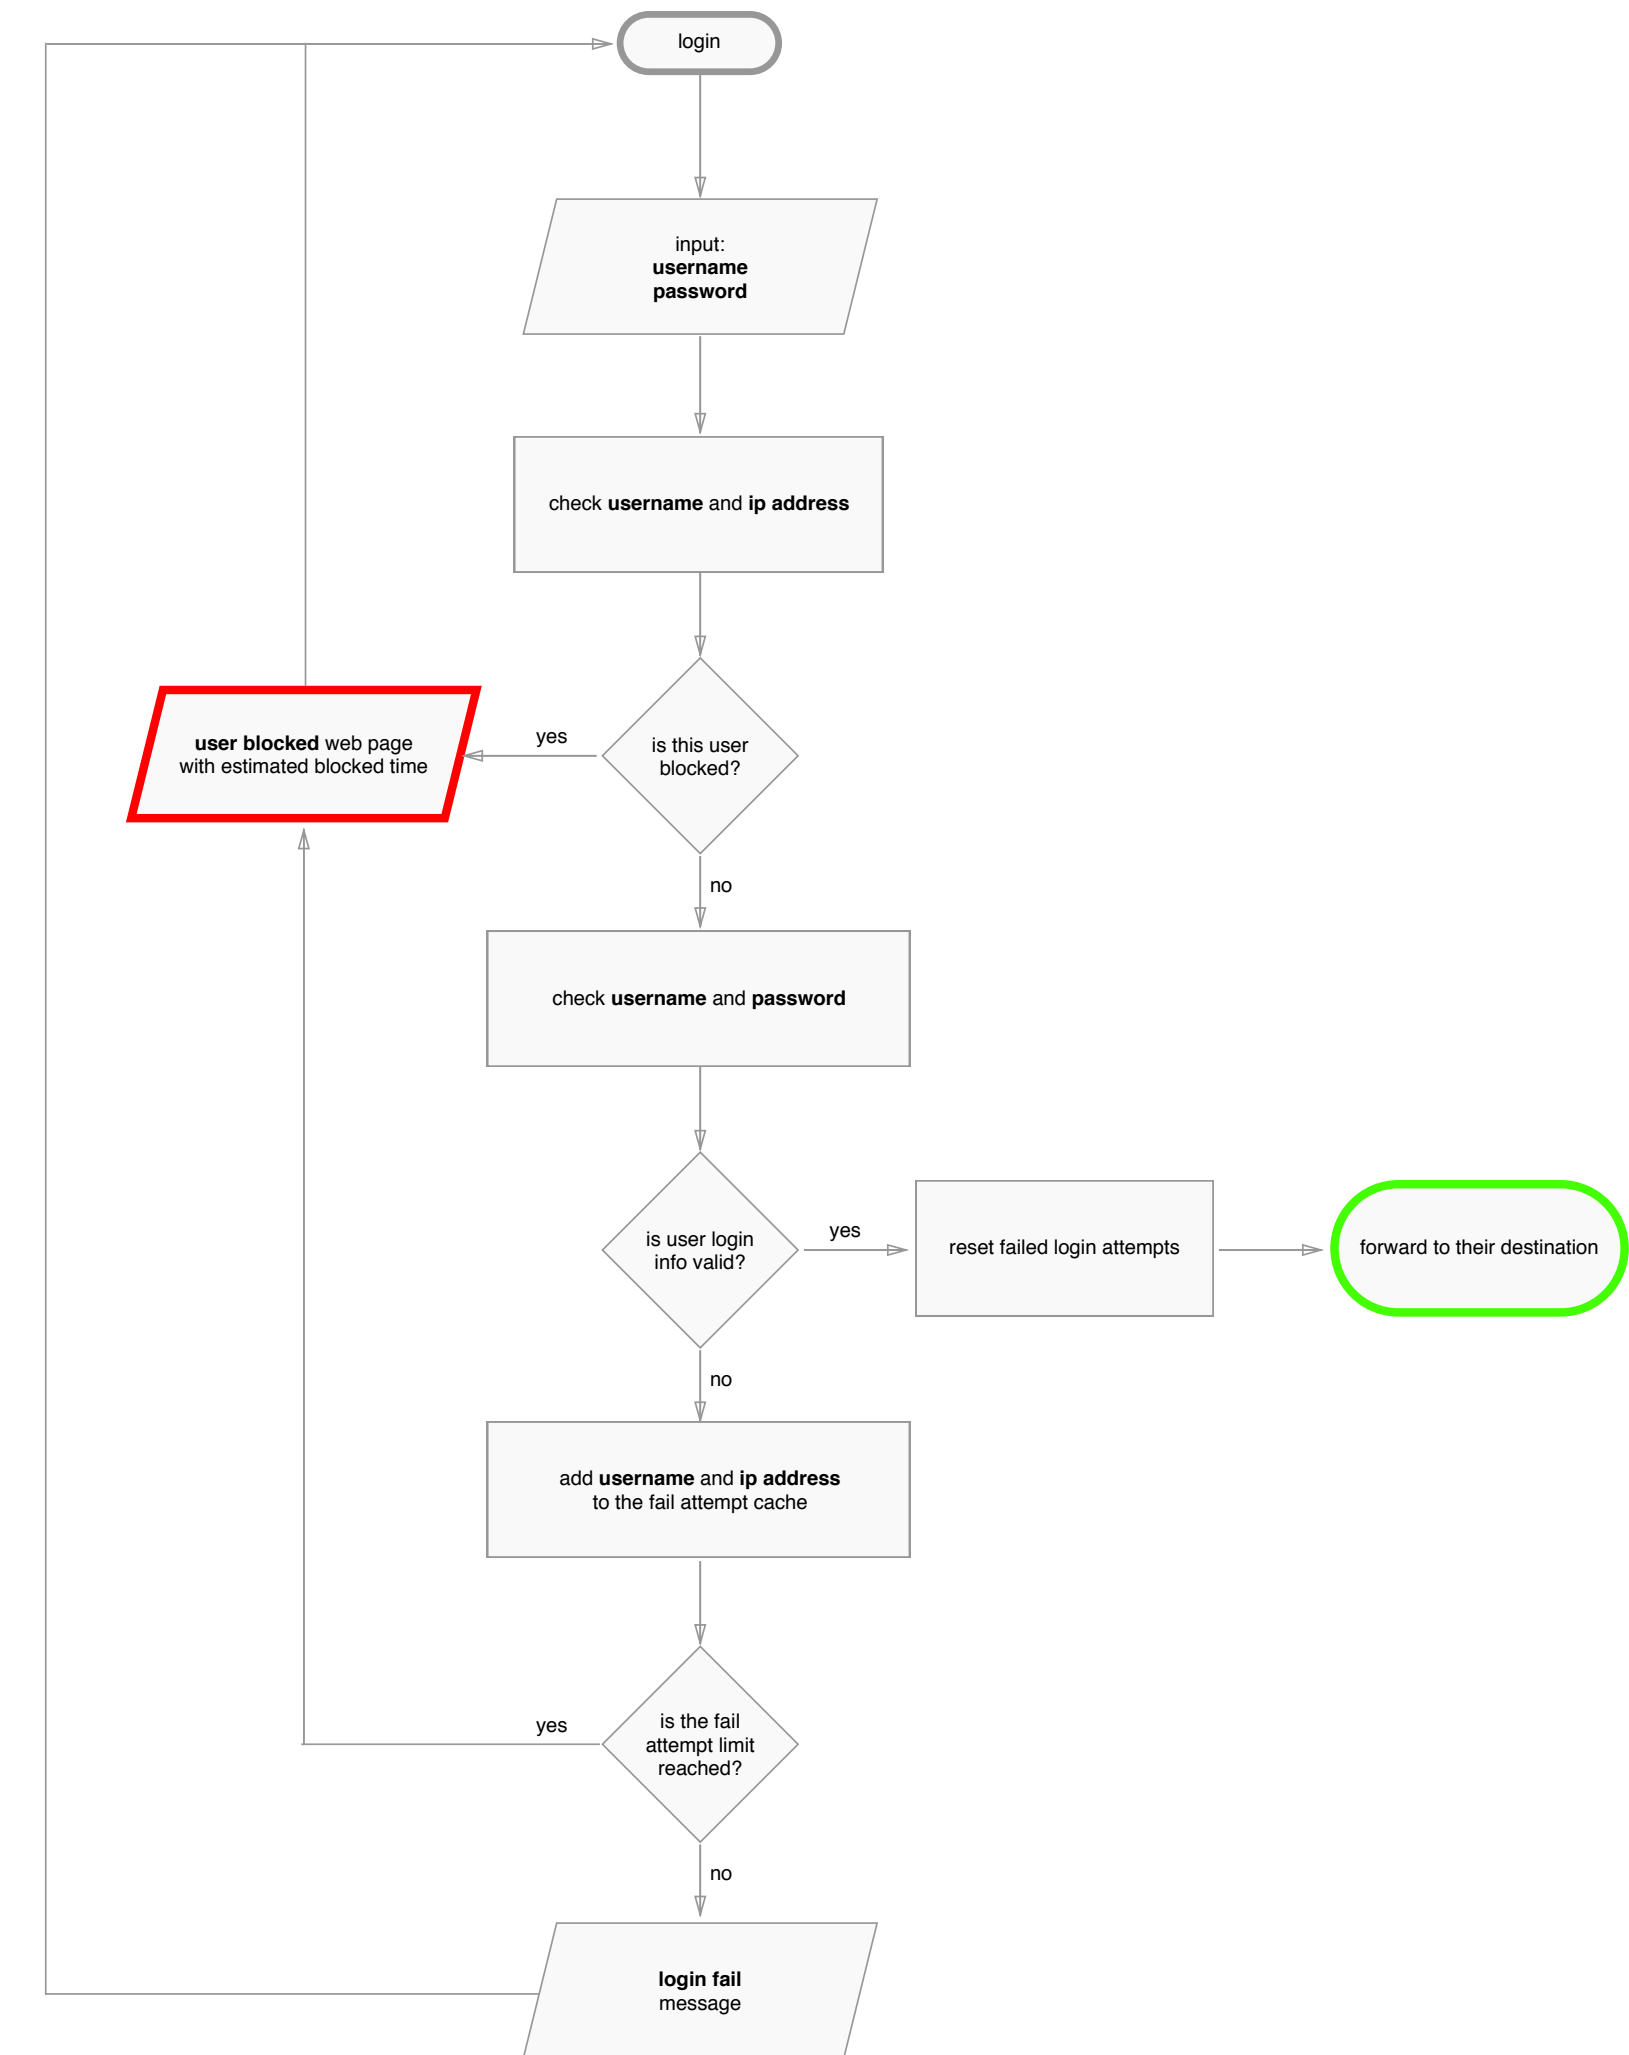 login
input:
username
password
check username and ip address
is this user
blocked?
yes
user blocked web page
with estimated blocked time
no
check username and password
is user login
info valid?
yes
reset failed login attempts
forward to their destination
no
add username and ip address
to the fail attempt cache
is the fail
attempt limit
reached?
yes
no
login fail
message